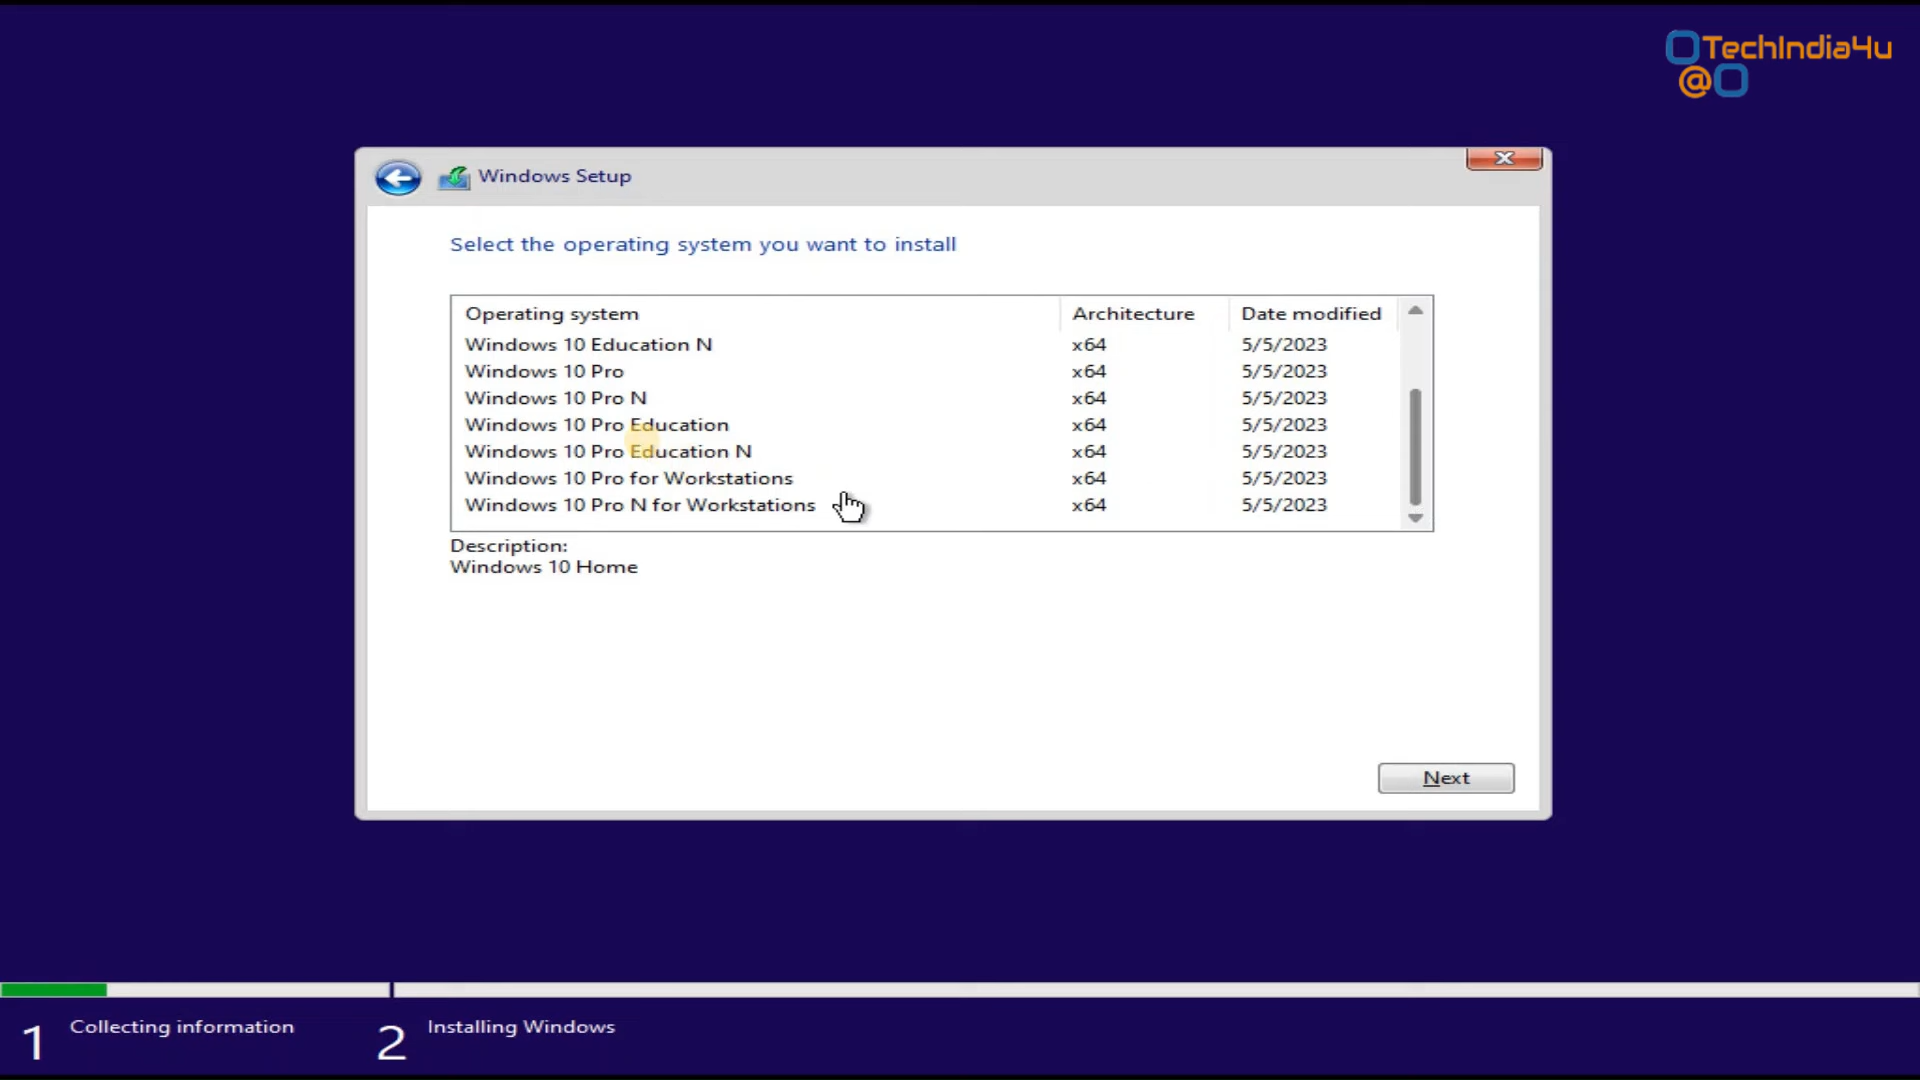 TechIndia4u
@
Windows Setup
Select the operating system you want to install
Operating system Architecture Date modified
Windows 10 Education N x64 5/5/2023
Windows 10 Pro x64 5/5/2023
Windows 10 Pro N x64 5/5/2023
Windows 10 Pro Education x64 5/5/2023
Windows 10 Pro Education N x64 5/5/2023
Windows 10 Pro for Workstations x64 5/5/2023
Windows 10 Pro N for Workstations x64 5/5/2023
Description:
Windows 10 Home
Next
1 Collecting information 2 Installing Windows